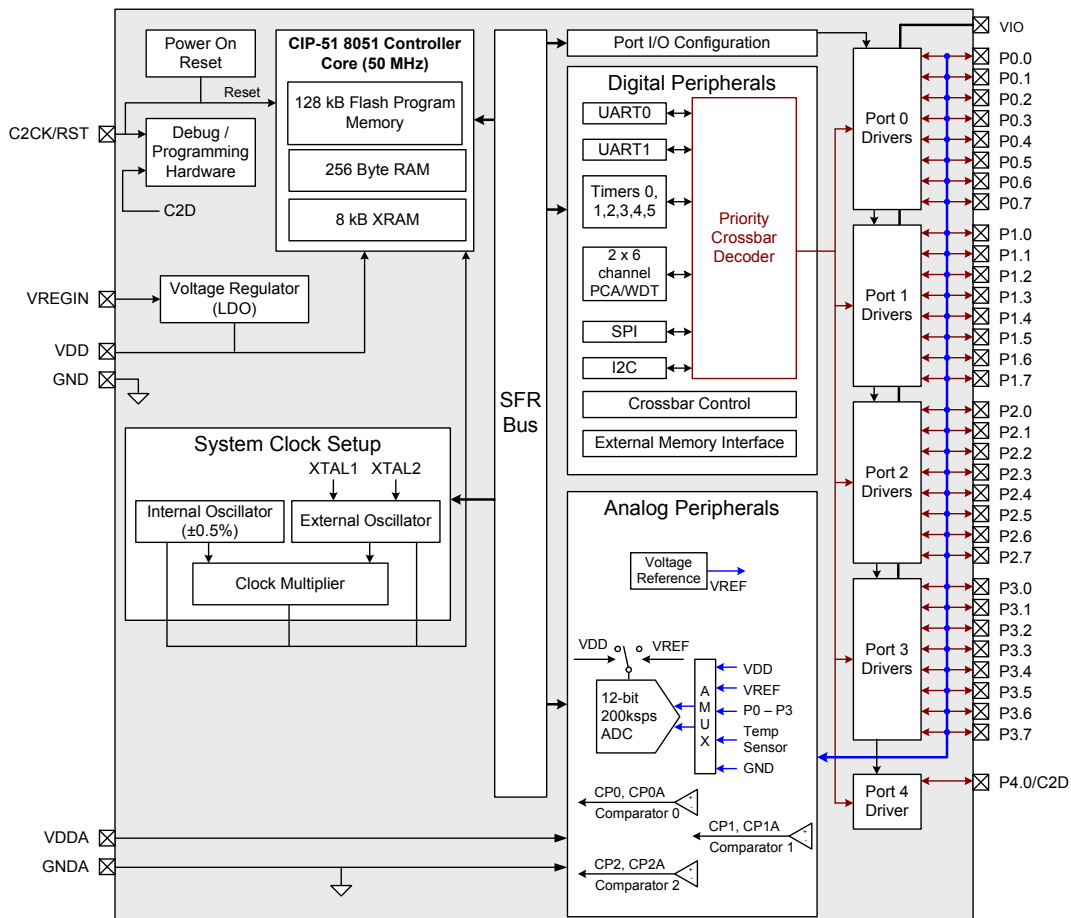 Power On
Reset
Reset
C2CK/RST
Debug /
Programming
Hardware
C2D
CIP-51 8051 Controller
Core (50 MHz)
128 kB Flash Program
Memory
256 Byte RAM
8 kB XRAM
VREGIN
Voltage Regulator
(LDO)
VDD
GND
System Clock Setup
XTAL1
XTAL2
Internal Oscillator
(±0.5%)
External Oscillator
Clock Multiplier
VDDA
GNDA
SFR
Bus
Port I/O Configuration
Digital Peripherals
UART0
UART1
Timers 0,
1,2,3,4,5
2 x 6
channel
PCA/WDT
SPI
I2C
Priority
Crossbar
Decoder
Crossbar Control
External Memory Interface
Analog Peripherals
Voltage
Reference
VREF
VDD
VREF
12-bit
200ksps
ADC
A
M
U
X
VDD
VREF
P0 – P3
Temp
Sensor
GND
CP0, CP0A
+
-
Comparator 0
CP1, CP1A
+
-
Comparator 1
CP2, CP2A
+
-
Comparator 2
Port 0
Drivers
Port 1
Drivers
Port 2
Drivers
Port 3
Drivers
Port 4
Driver
VIO
P0.0
P0.1
P0.2
P0.3
P0.4
P0.5
P0.6
P0.7
P1.0
P1.1
P1.2
P1.3
P1.4
P1.5
P1.6
P1.7
P2.0
P2.1
P2.2
P2.3
P2.4
P2.5
P2.6
P2.7
P3.0
P3.1
P3.2
P3.3
P3.4
P3.5
P3.6
P3.7
P4.0/C2D